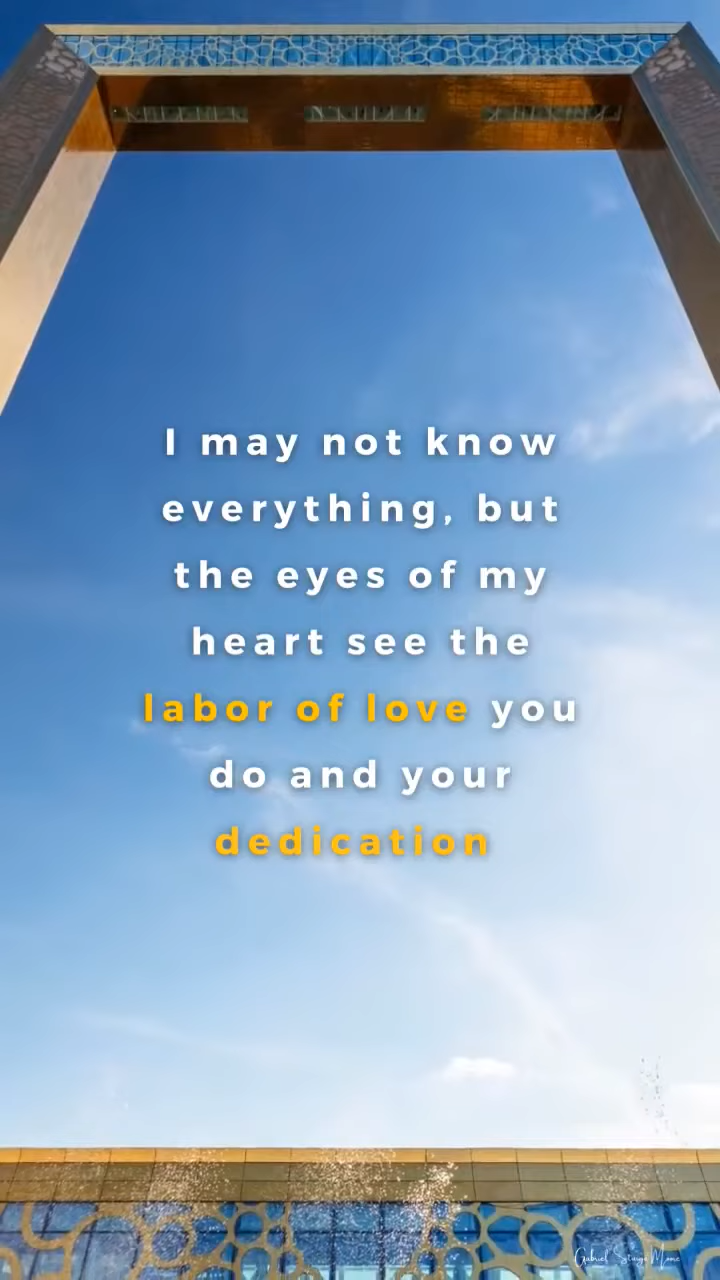 I may not know
everything, but
the eyes of my
heart see the
labor of love you
do and your
dedication
Gabriel